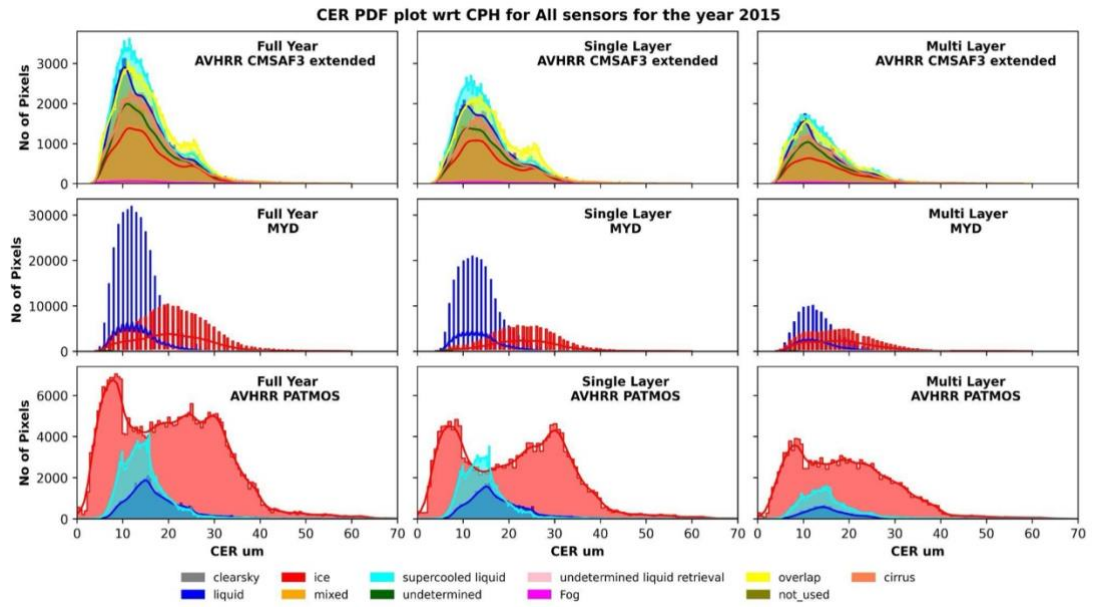 CER PDF plot wrt CPH for All sensors for the year 2015
Full Year
AVHRR CMSAF3 extended
Single Layer
AVHRR CMSAF3 extended
Multi Layer
AVHRR CMSAF3 extended
No of Pixels
3000
2000
1000
0
Full Year
MYD
Single Layer
MYD
Multi Layer
MYD
No of Pixels
30000
20000
10000
0
Full Year
AVHRR PATMOS
Single Layer
AVHRR PATMOS
Multi Layer
AVHRR PATMOS
No of Pixels
6000
4000
2000
0
0 10 20 30 40 50 60 70
0 10 20 30 40 50 60 70
0 10 20 30 40 50 60 70
CER um
CER um
CER um
clearsky ice supercooled liquid undetermined liquid retrieval overlap cirrus
liquid mixed undetermined Fog not_used